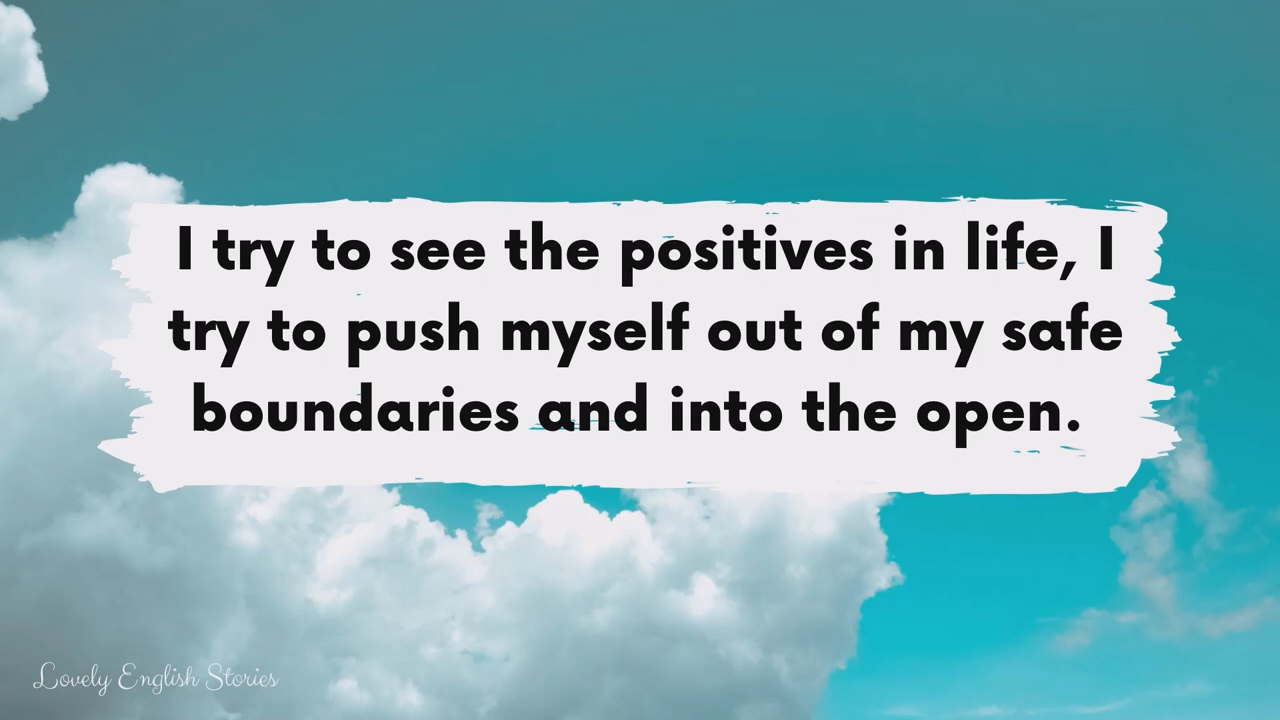 I try to see the positives in life, I
try to push myself out of my safe
boundaries and into the open.
Lovely English Stories